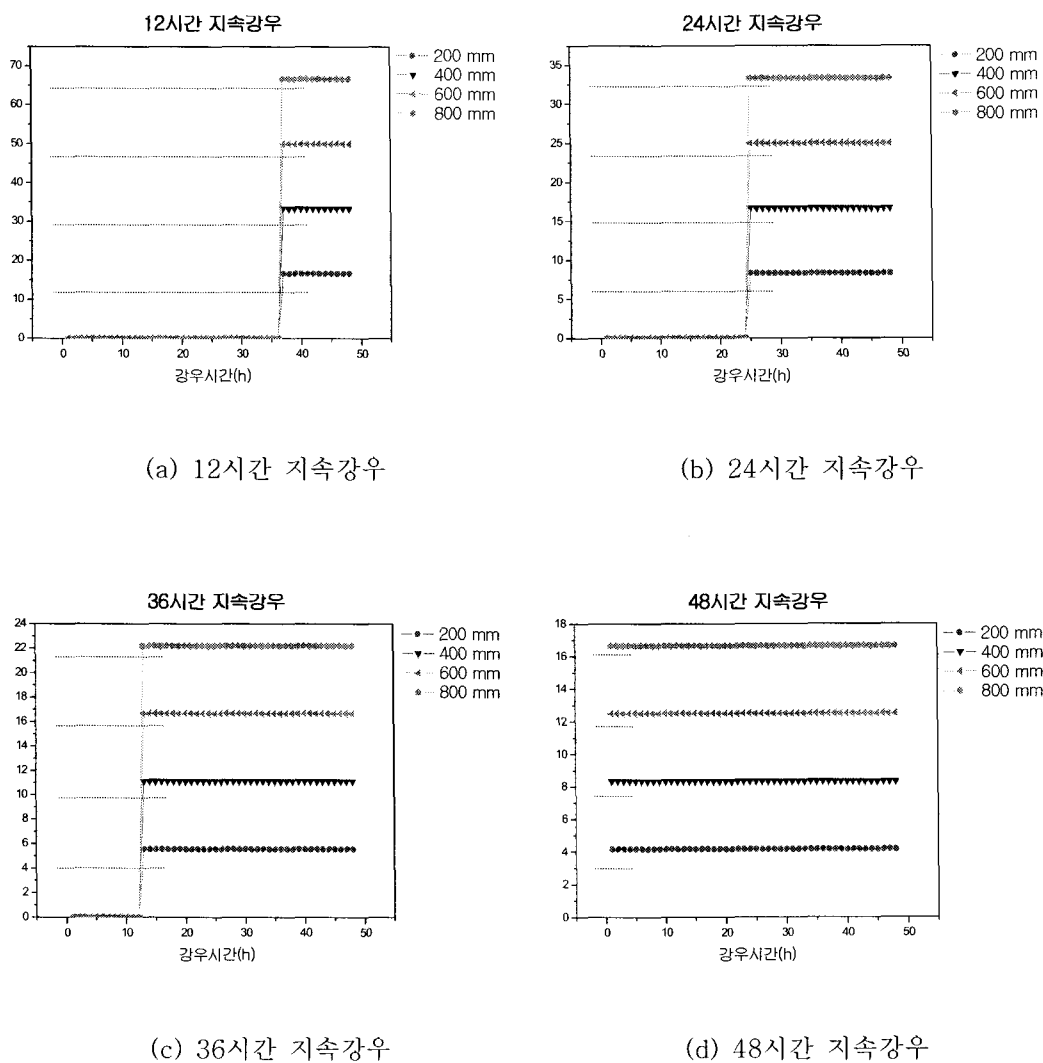 12시간 지속강우
70
60
50
40
30
20
10
0
0 10 20 30 40 50
강우시간(h)
200 mm
400 mm
600 mm
800 mm
(a) 12시간 지속강우
24시간 지속강우
35
30
25
20
15
10
5
0
0 10 20 30 40 50
강우시간(h)
200 mm
400 mm
600 mm
800 mm
(b) 24시간 지속강우
36시간 지속강우
24
22
20
18
16
14
12
10
8
6
4
2
0
0 10 20 30 40 50
강우시간(h)
200 mm
400 mm
600 mm
800 mm
(c) 36시간 지속강우
48시간 지속강우
18
16
14
12
10
8
6
4
2
0
0 10 20 30 40 50
강우시간(h)
200 mm
400 mm
600 mm
800 mm
(d) 48시간 지속강우